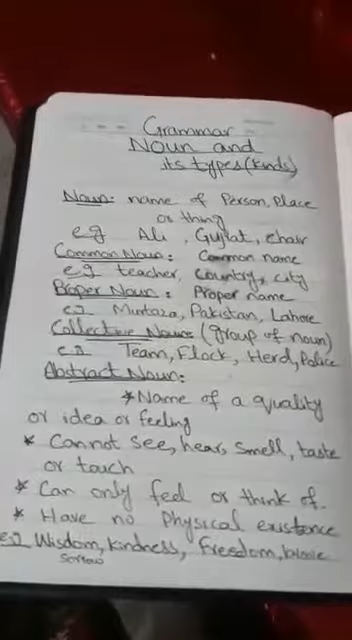 Grammar
Noun and
its types (kinds)
Noun: name of Person, Place
or thing
e.g Ali, Gujrat, chair
Common Noun: Common name
e.g teacher, Country, city
Proper Noun: Proper name
e.g Murtaza, Pakistan, Lahore
Collective Nouns (group of noun)
e.g Team, Flock, Herd, Police
Abstract Noun:
* Name of a quality
or idea or feeling
* Cannot see, hear, smell, taste
or touch
* Can only feel or think of.
* Have no Physical existence
e.g Wisdom, kindness, freedom,
sorrow